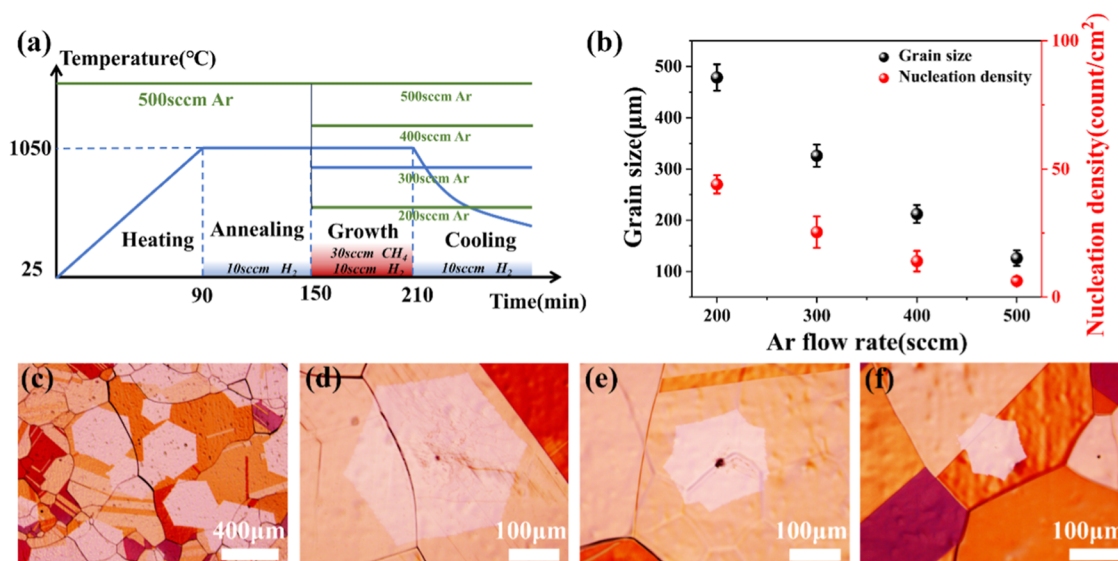 (a)
Temperature(℃)
500sccm Ar
500sccm Ar
400sccm Ar
1050
300sccm Ar
200sccm Ar
Heating
Annealing
Growth
Cooling
30sccm CH4
10sccm H2
10sccm H2
10sccm H2
25
90
150
210
Time(min)
(b)
Grain size
Nucleation density
Grain size(μm)
500
400
300
200
100
200
300
400
500
Ar flow rate(sccm)
100
50
0
Nucleation density(count/cm²)
(c)
400μm
(d)
100μm
(e)
100μm
(f)
100μm